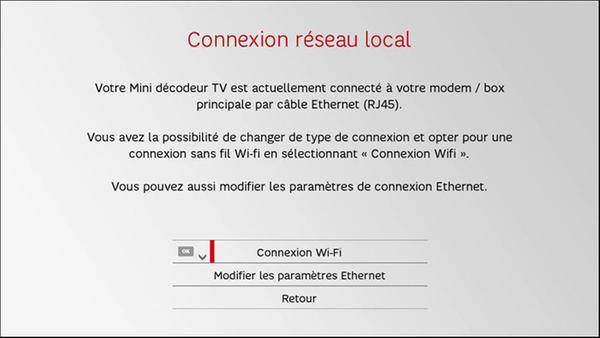 Connexion réseau local
Votre Mini décodeur TV est actuellement connecté à votre modem / box
principale par câble Ethernet (RJ45).
Vous avez la possibilité de changer de type de connexion et opter pour une
connexion sans fil Wi-fi en sélectionnant « Connexion Wifi ».
Vous pouvez aussi modifier les paramètres de connexion Ethernet.
OK
Connexion Wi-Fi
Modifier les paramètres Ethernet
Retour